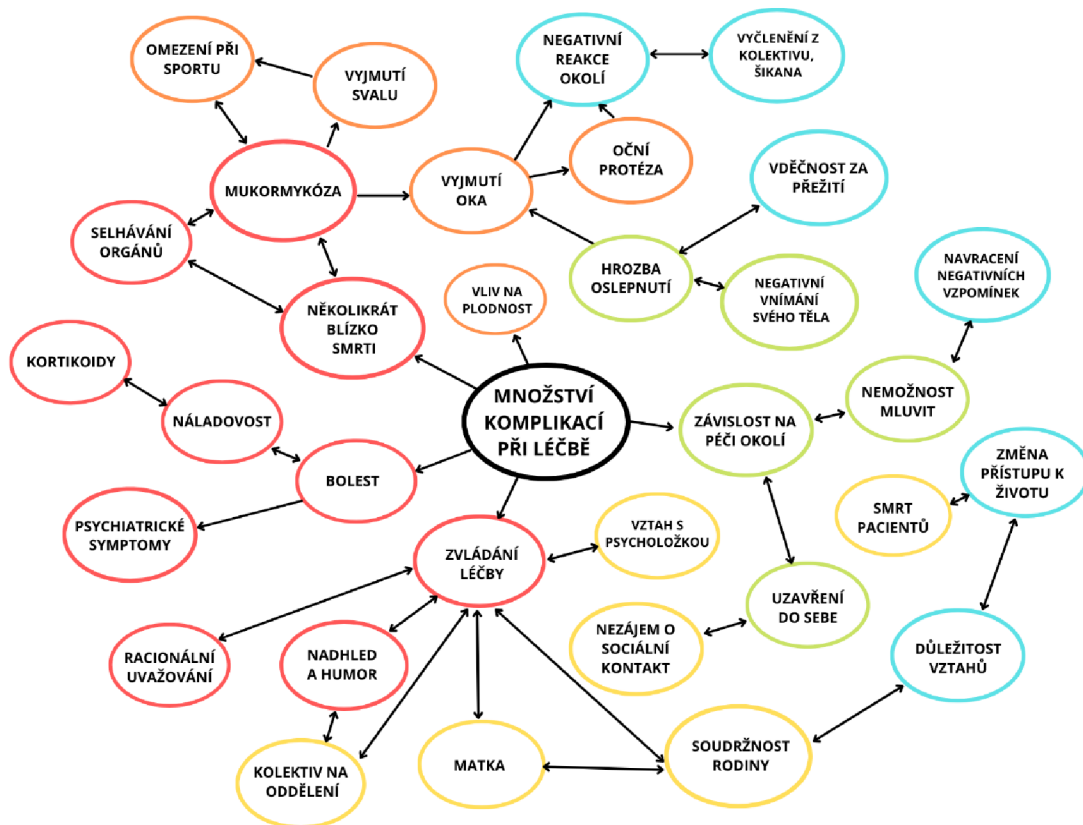 OMEZENÍ PŘI
SPORTU
VYJMUTÍ
SVALU
NEGATIVNÍ
REAKCE
OKOLÍ
VYČLENĚNÍ Z
KOLEKTIVU,
ŠIKANA
MUKORMYKÓZA
VYJMUTÍ
OKA
OČNÍ
PROTÉZA
VDĚČNOST ZA
PŘEŽITÍ
SELHÁVÁNÍ
ORGÁNŮ
HROZBA
OSLEPNUTÍ
NAVRACENÍ
NEGATIVNÍCH
VZPOMÍNEK
VLIV NA
PLODNOST
NEGATIVNÍ
VNÍMÁNÍ
SVÉHO TĚLA
NĚKOLIKRÁT
BLÍZKO
SMRTI
KORTIKOIDY
NÁLADOVOST
MNOŽSTVÍ
KOMPLIKACÍ
PŘI LÉČBĚ
ZÁVISLOST NA
PÉČI OKOLÍ
NEMOŽNOST
MLUVIT
BOLEST
ZMĚNA
PŘÍSTUPU K
ŽIVOTU
SMRT
PACIENTŮ
PSYCHIATRICKÉ
SYMPTOMY
VZTAH S
PSYCHOLOŽKOU
ZVLÁDÁNÍ
LÉČBY
UZAVŘENÍ
DO SEBE
NEZÁJEM O
SOCIÁLNÍ
KONTAKT
DŮLEŽITOST
VZTAHŮ
RACIONÁLNÍ
UVAŽOVÁNÍ
NADHLED
A HUMOR
KOLEKTIV NA
ODDĚLENÍ
MATKA
SOUDRŽNOST
RODINY